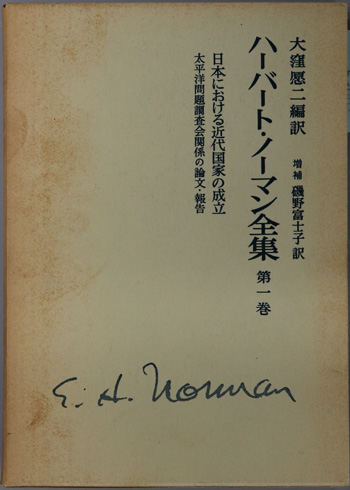 大窪愿二編訳
増補 磯野富士子訳
ハーバート・ノーマン全集 第一巻
日本における近代国家の成立
太平洋問題調査会関係の論文・報告
E. H. Norman